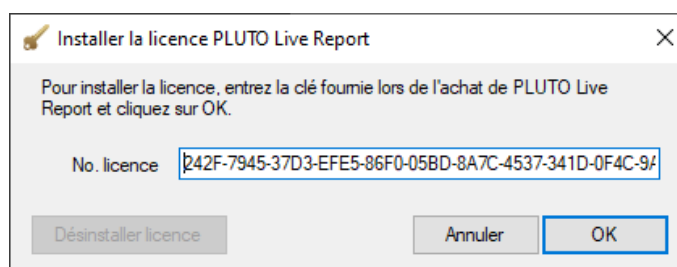 Installer la licence PLUTO Live Report
Pour installer la licence, entrez la clé fournie lors de l'achat de PLUTO Live
Report et cliquez sur OK.
No. licence 242F-7945-37D3-EFE5-86F0-05BD-8A7C-4537-341D-0F4C-9A
Désinstaller licence Annuler OK